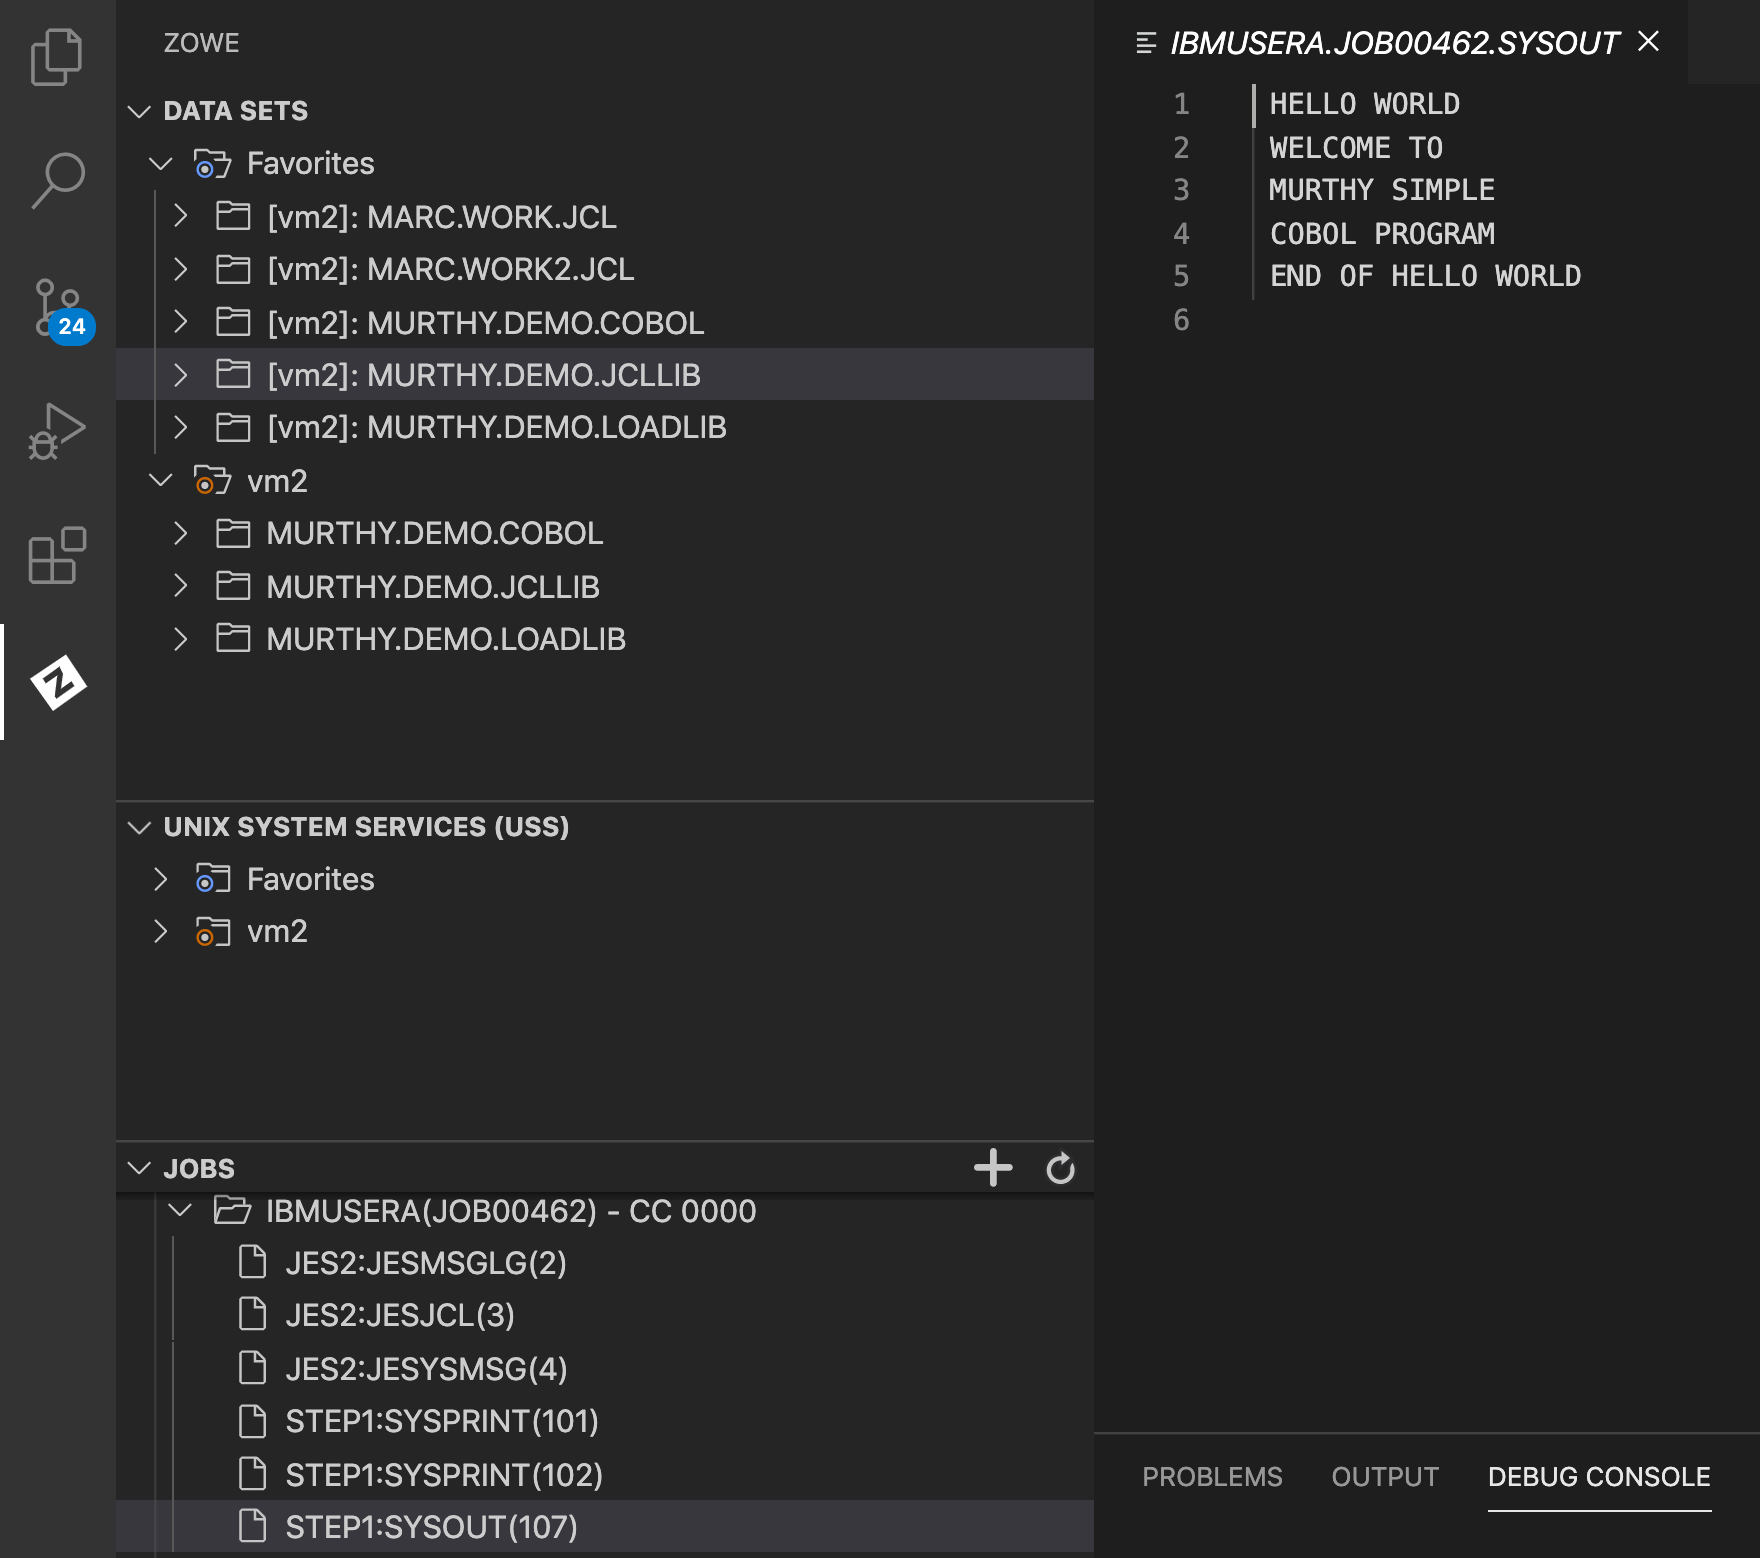 ZOWE
DATA SETS
Favorites
[vm2]: MARC.WORK.JCL
[vm2]: MARC.WORK2.JCL
[vm2]: MURTHY.DEMO.COBOL
[vm2]: MURTHY.DEMO.JCLLIB
[vm2]: MURTHY.DEMO.LOADLIB
vm2
MURTHY.DEMO.COBOL
MURTHY.DEMO.JCLLIB
MURTHY.DEMO.LOADLIB
UNIX SYSTEM SERVICES (USS)
Favorites
vm2
JOBS
IBMUSERA(JOB00462) - CC 0000
JES2:JESMSGLG(2)
JES2:JESJCL(3)
JES2:JESYSMSG(4)
STEP1:SYSPRINT(101)
STEP1:SYSPRINT(102)
STEP1:SYSOUT(107)
24
Z
IBMUSERA.JOB00462.SYSOUT
1 HELLO WORLD
2 WELCOME TO
3 MURTHY SIMPLE
4 COBOL PROGRAM
5 END OF HELLO WORLD
6
PROBLEMS OUTPUT DEBUG CONSOLE